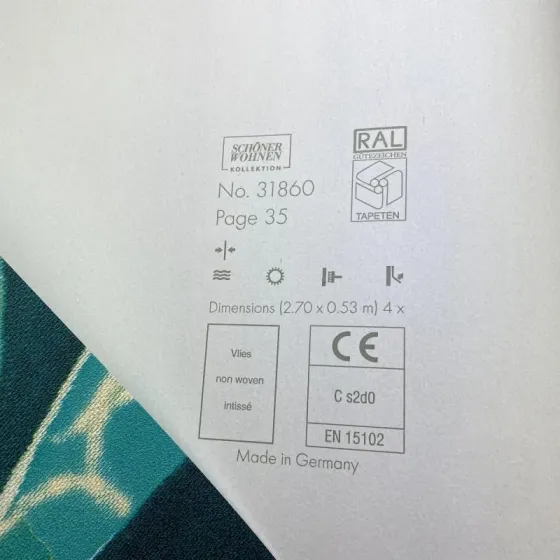 SCHÖNER
WOHNEN
KOLLEKTION
No. 31860
Page 35
RAL
GÜTEZEICHEN
TAPETEN
Dimensions (2.70 x 0.53 m) 4 x
Vlies
non woven
intissé
CE
C s2d0
EN 15102
Made in Germany